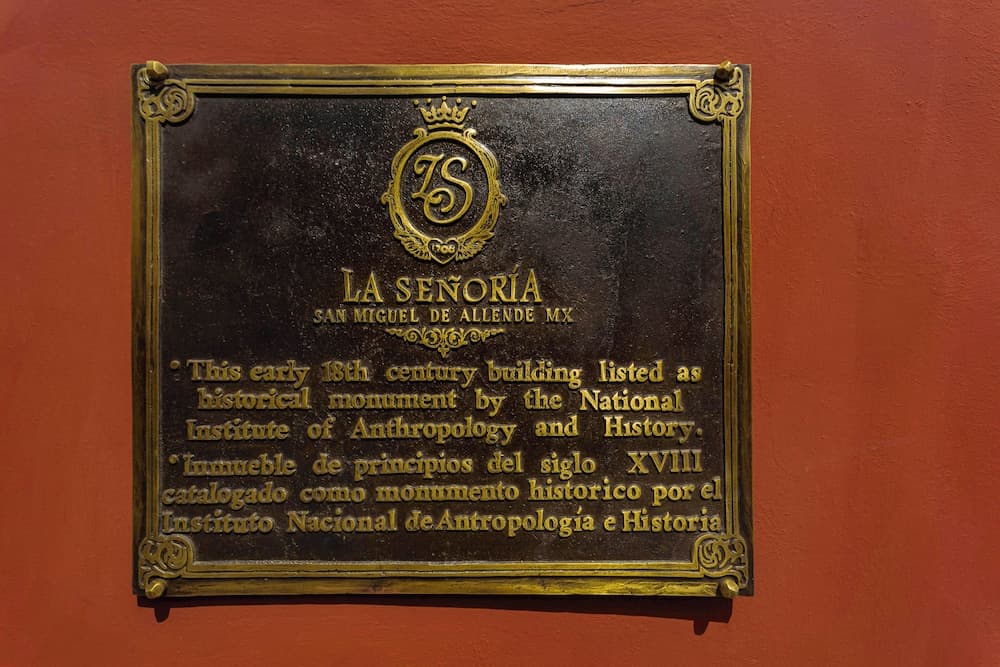 LS
1708
LA SEÑORÍA
SAN MIGUEL DE ALLENDE MX
• This early 18th century building listed as
historical monument by the National
Institute of Anthropology and History.
• Inmueble de principios del siglo XVIII
catalogado como monumento historico por el
Instituto Nacional de Antropología e Historia